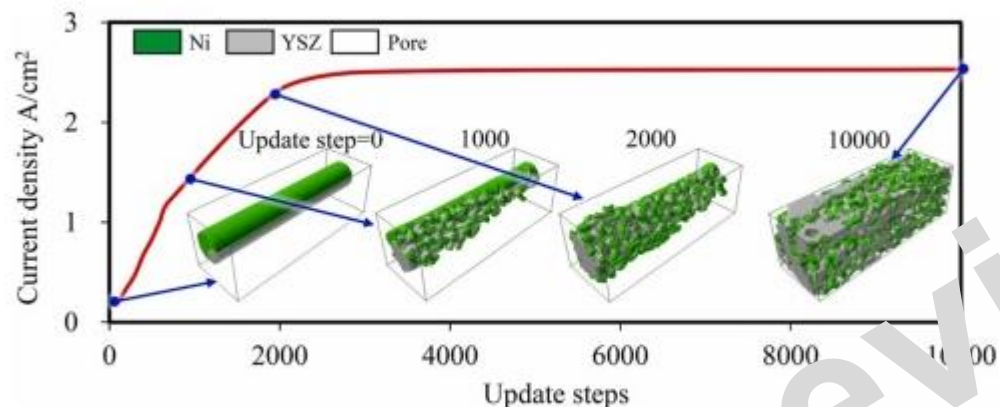 3
Ni YSZ Pore
Current density A/cm²
2
Update step=0 1000 2000 10000
1
0
0 2000 4000 6000 8000
Update steps
evi